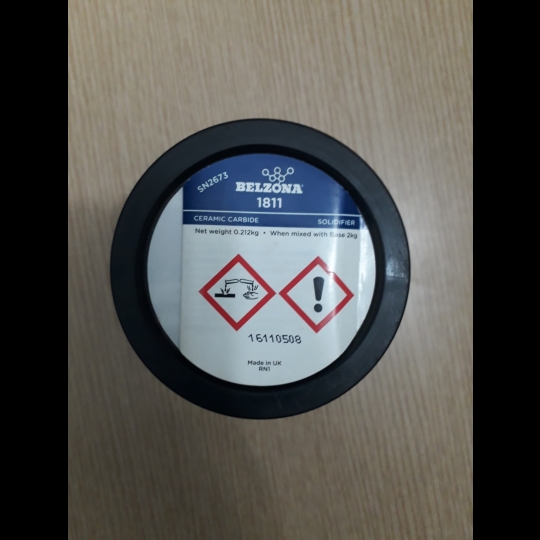 SN2673
BELZONA®
1811
CERAMIC CARBIDE SOLIDIFIER
Net weight 0.212kg • When mixed with Base 2kg
16110508
Made in UK
RN1